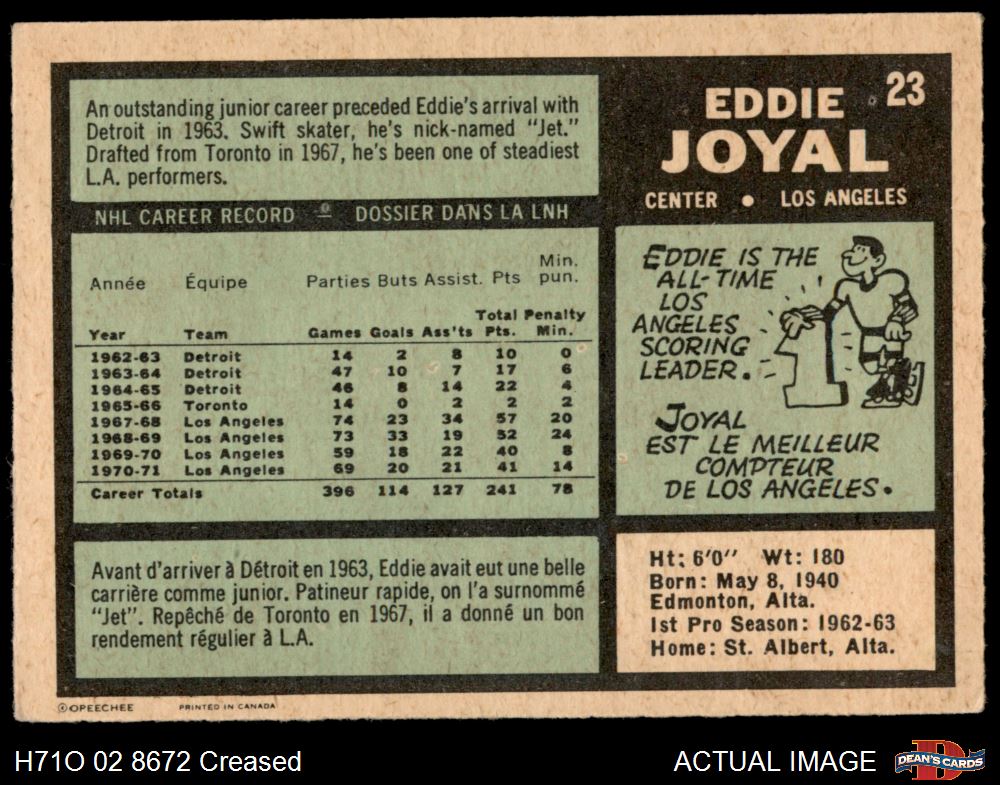 An outstanding junior career preceded Eddie's arrival with
Detroit in 1963. Swift skater, he's nick-named "Jet."
Drafted from Toronto in 1967, he's been one of steadiest
L.A. performers.
EDDIE 23
JOYAL
CENTER • LOS ANGELES
NHL CAREER RECORD – DOSSIER DANS LA LNH
Année Équipe Parties Buts Assist. Pts Min. pun.
Year Team Games Goals Ass'ts Total Pts. Penalty Min.
1962-63 Detroit 14 2 8 10 0
1963-64 Detroit 47 10 7 17 6
1964-65 Detroit 46 8 14 22 4
1965-66 Toronto 14 0 2 2 2
1967-68 Los Angeles 74 23 34 57 20
1968-69 Los Angeles 73 33 19 52 24
1969-70 Los Angeles 59 18 22 40 8
1970-71 Los Angeles 69 20 21 41 14
Career Totals 396 114 127 241 78
EDDIE IS THE
ALL-TIME
LOS
ANGELES
SCORING
LEADER.
1
JOYAL
EST LE MEILLEUR
COMPTEUR
DE LOS ANGELES.
Avant d'arriver à Détroit en 1963, Eddie avait eut une belle
carrière comme junior. Patineur rapide, on l'a surnommé
"Jet". Repêché de Toronto en 1967, il a donné un bon
rendement régulier à L.A.
Ht: 6'0" Wt: 180
Born: May 8, 1940
Edmonton, Alta.
1st Pro Season: 1962-63
Home: St. Albert, Alta.
©OPEECHEE PRINTED IN CANADA
H71O 02 8672 Creased
ACTUAL IMAGE
D
DEAN'S CARDS